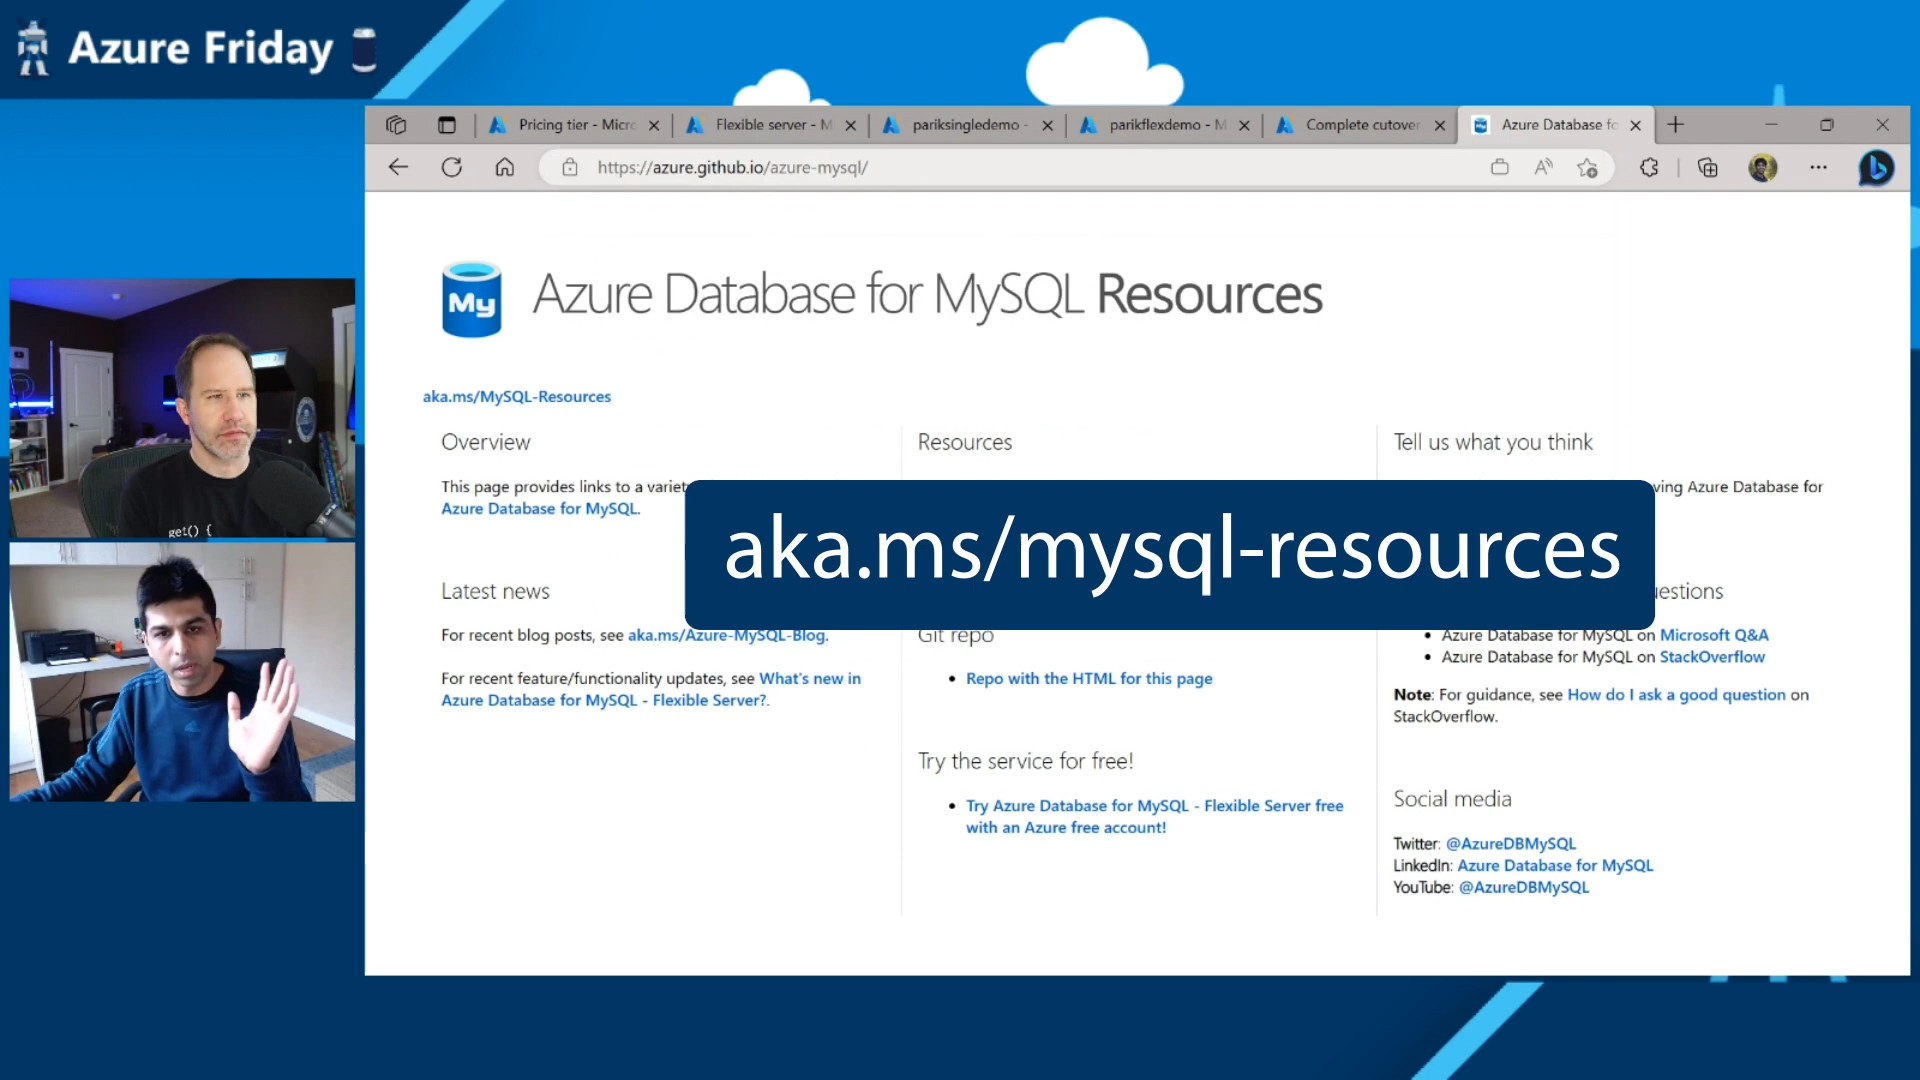 Azure Friday
Pricing tier - Micro
Flexible server - M
pariksingledemo -
parikflexdemo - M
Complete cutover
Azure Database fo
https://azure.github.io/azure-mysql/
My
Azure Database for MySQL Resources
aka.ms/MySQL-Resources
Overview
This page provides links to a variet
Azure Database for MySQL.
Latest news
For recent blog posts, see aka.ms/Azure-MySQL-Blog.
For recent feature/functionality updates, see What's new in
Azure Database for MySQL - Flexible Server?.
Resources
aka.ms/mysql-resources
Git repo
Repo with the HTML for this page
Try the service for free!
Try Azure Database for MySQL - Flexible Server free
with an Azure free account!
Tell us what you think
ving Azure Database for
uestions
Azure Database for MySQL on Microsoft Q&A
Azure Database for MySQL on StackOverflow
Note: For guidance, see How do I ask a good question on
StackOverflow.
Social media
Twitter: @AzureDBMySQL
LinkedIn: Azure Database for MySQL
YouTube: @AzureDBMySQL
get() {